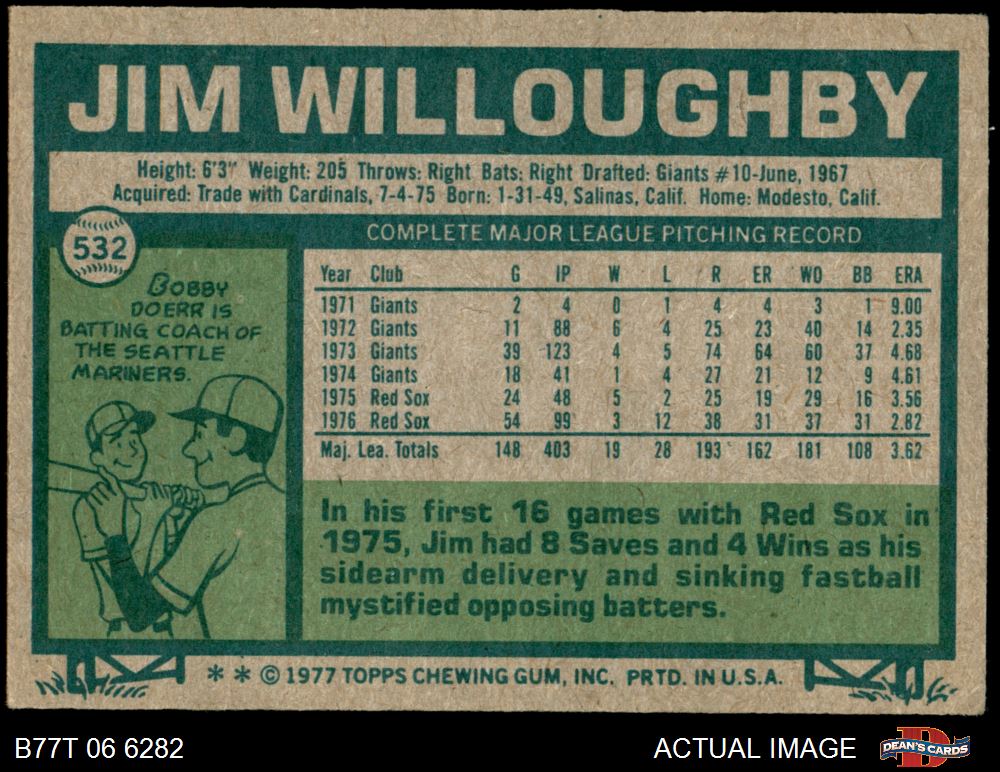 JIM WILLOUGHBY
Height: 6'3" Weight: 205 Throws: Right Bats: Right Drafted: Giants #10-June, 1967
Acquired: Trade with Cardinals, 7-4-75 Born: 1-31-49, Salinas, Calif. Home: Modesto, Calif.
532
COMPLETE MAJOR LEAGUE PITCHING RECORD
Year Club G IP W L R ER WO BB ERA
1971 Giants 2 4 0 1 4 4 3 1 9.00
1972 Giants 11 88 6 4 25 23 40 14 2.35
1973 Giants 39 123 4 5 74 64 60 37 4.68
1974 Giants 18 41 1 4 27 21 12 9 4.61
1975 Red Sox 24 48 5 2 25 19 29 16 3.56
1976 Red Sox 54 99 3 12 38 31 37 31 2.82
Maj. Lea. Totals 148 403 19 28 193 162 181 108 3.62
BOBBY
DOERR IS
BATTING COACH OF
THE SEATTLE
MARINERS.
In his first 16 games with Red Sox in
1975, Jim had 8 Saves and 4 Wins as his
sidearm delivery and sinking fastball
mystified opposing batters.
** © 1977 TOPPS CHEWING GUM, INC. PRTD. IN U.S.A.
B77T 06 6282
ACTUAL IMAGE
DEAN'S CARDS